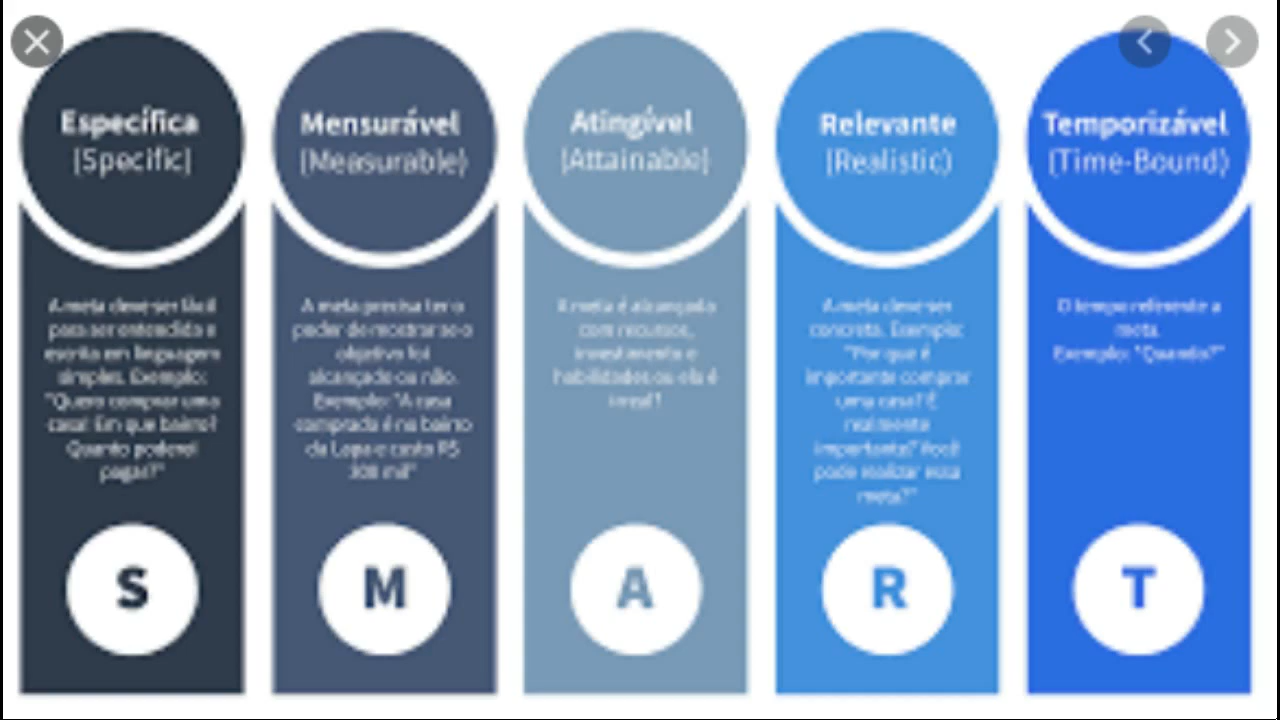 Específica
(Specific)
A meta deve ser fácil
para ser entendida e
escrita em linguagem
simples. Exemplo:
"Quero comprar uma
casa! Em que bairro?
Quanto poderei
pagar?"
S
Mensurável
(Measurable)
A meta precisa ter o
poder de mostrar se o
objetivo foi
alcançado ou não.
Exemplo: "A casa
comprada é no bairro
da Lapa e custa R$
300 mil"
M
Atingível
(Attainable)
A meta é alcançada
com recursos,
investimento e
habilidades ou ela é
irreal?
A
Relevante
(Realistic)
A meta deve ser
concreta. Exemplo:
"Por que é
importante comprar
uma casa? É
realmente
importante? Você
pode realizar essa
meta?"
R
Temporizável
(Time-Bound)
O tempo referente a
meta.
Exemplo: "Quando?"
T